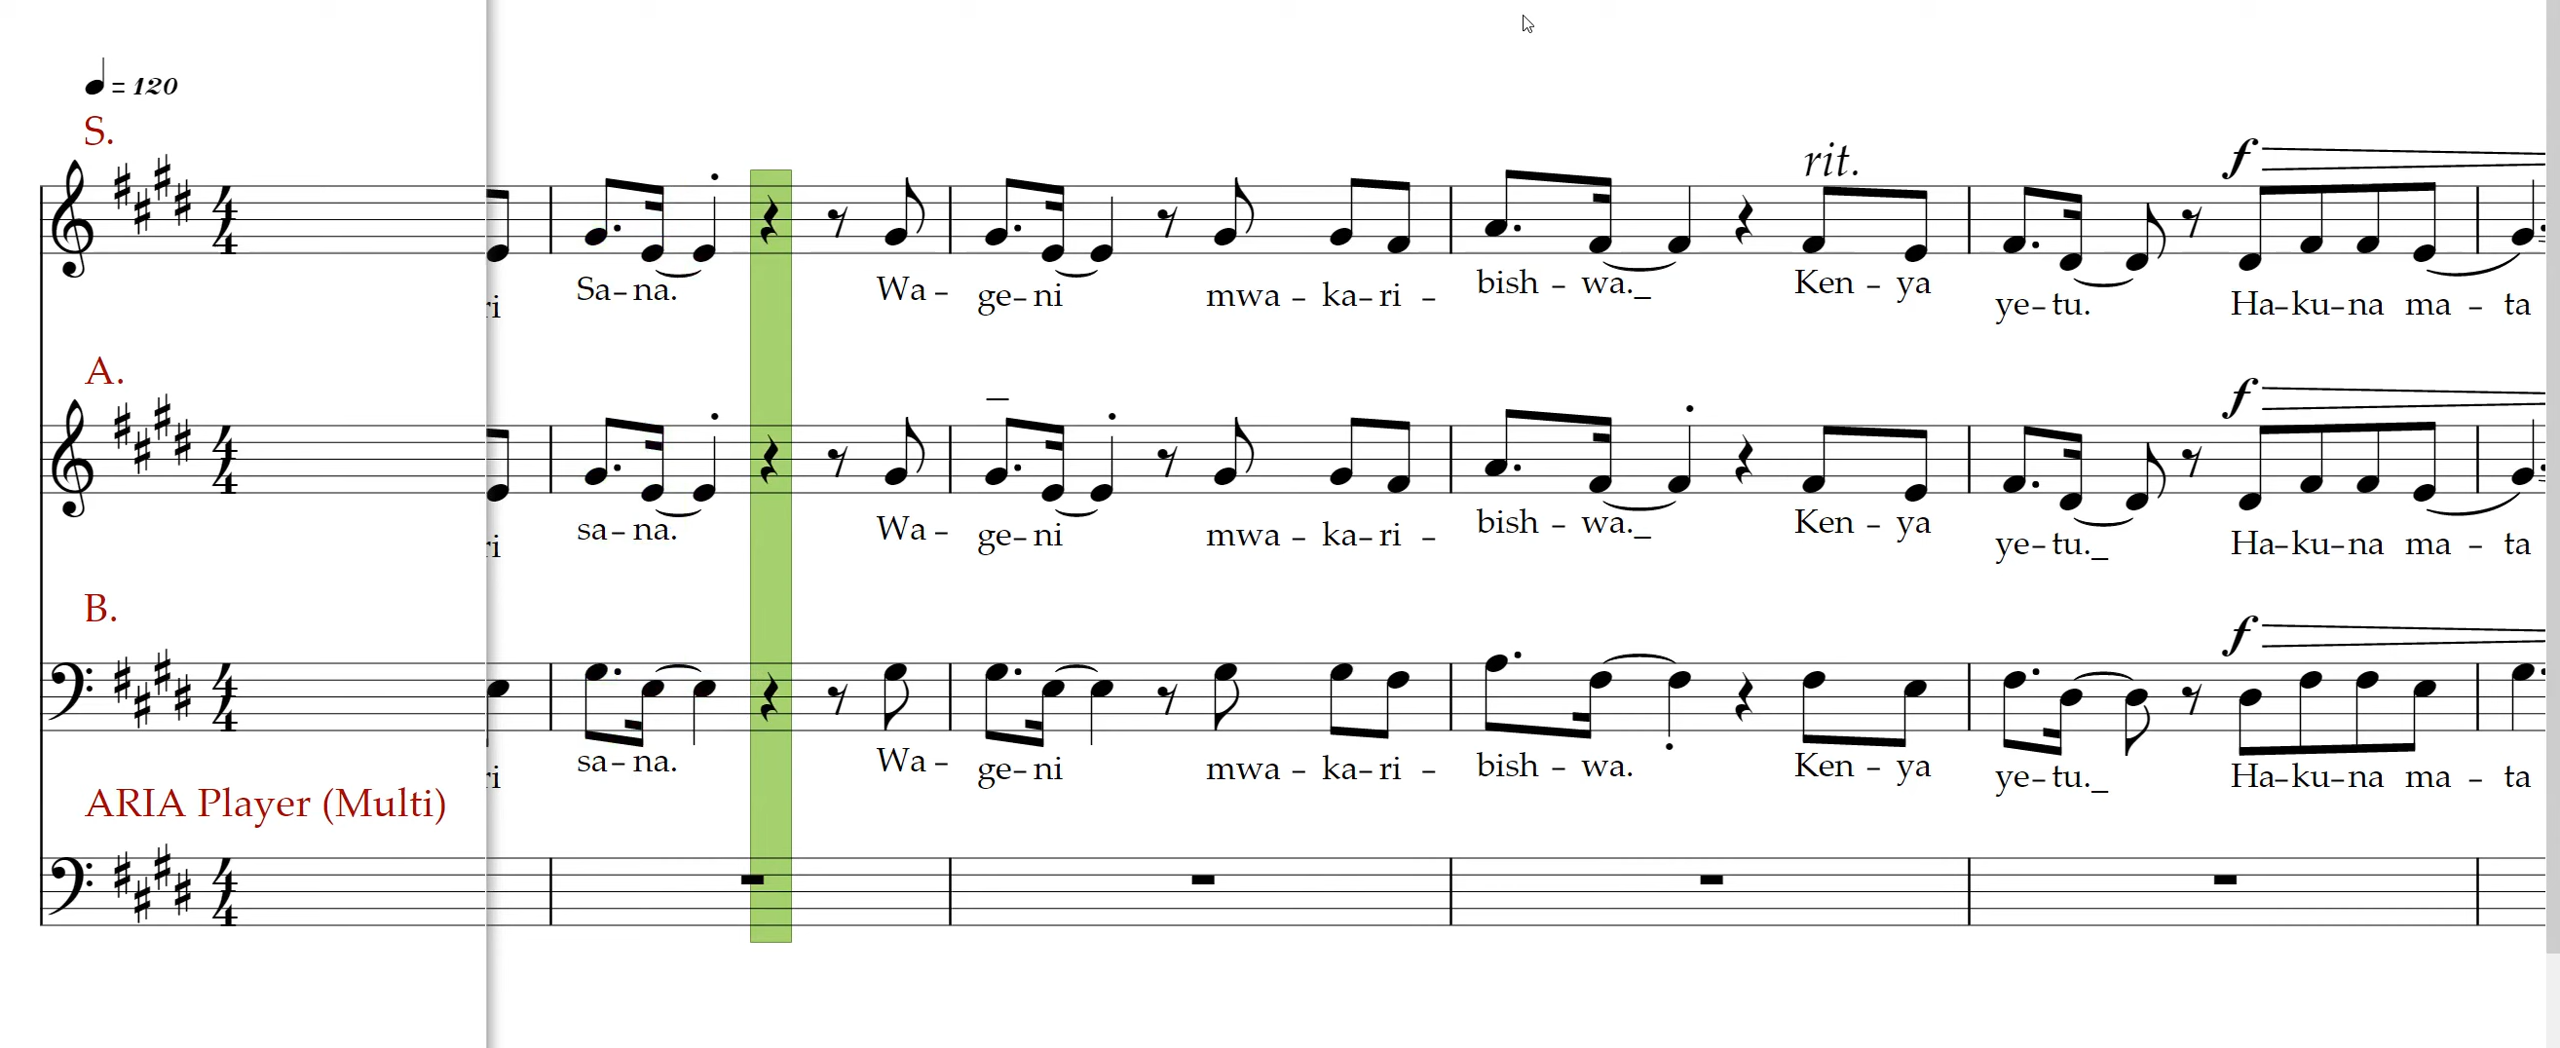 = 120
S.
rit.
f
ri Sa-na. Wa - ge-ni mwa - ka-ri - bish - wa._ Ken - ya ye-tu. Ha-ku-na ma - ta
A.
f
ri sa-na. Wa - ge-ni mwa - ka-ri - bish - wa._ Ken - ya ye-tu._ Ha-ku-na ma - ta
B.
f
ri sa-na. Wa - ge-ni mwa - ka-ri - bish - wa. Ken - ya ye-tu._ Ha-ku-na ma - ta
ARIA Player (Multi)